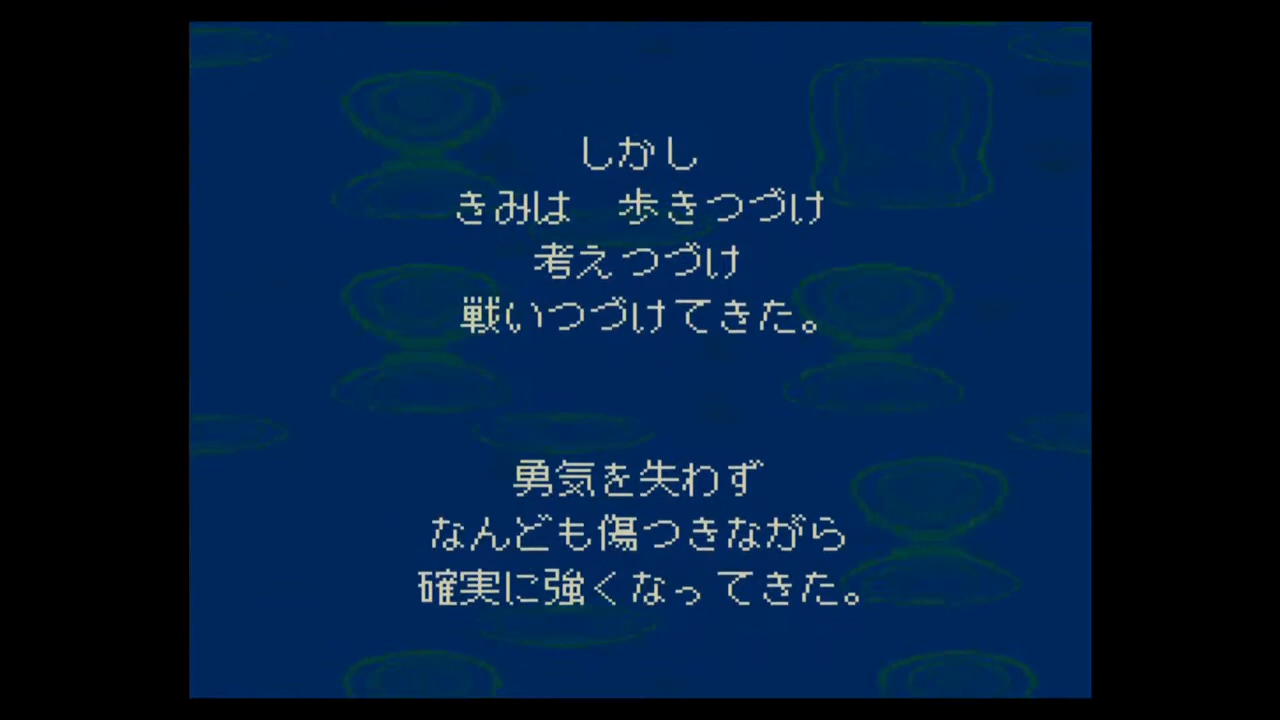 しかし
きみは　歩きつづけ
考えつづけ
戦いつづけてきた。
勇気を失わず
なんども傷つきながら
確実に強くなってきた。